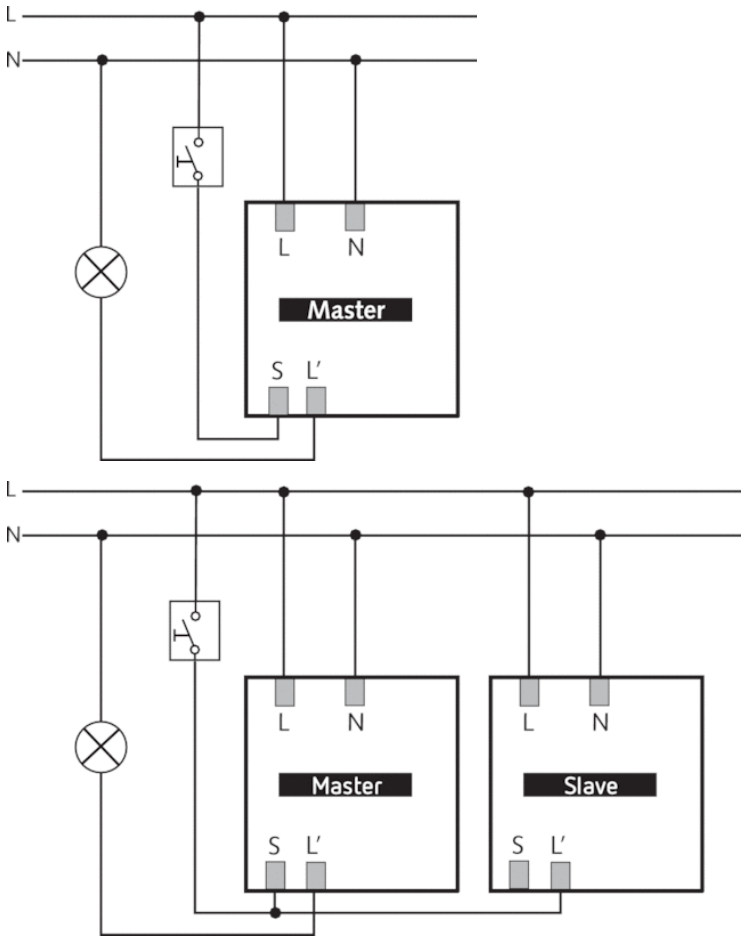 L
N
L N
Master
S L'
L
N
L N L N
Master Slave
S L' S L'